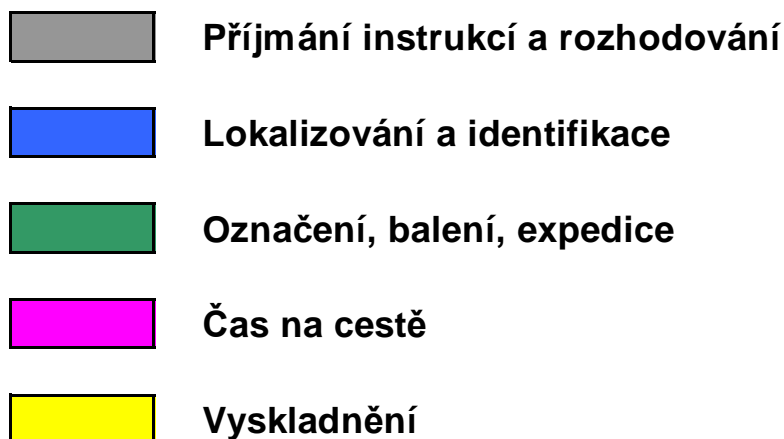 Příjmání instrukcí a rozhodování
Lokalizování a identifikace
Označení, balení, expedice
Čas na cestě
Vyskladnění